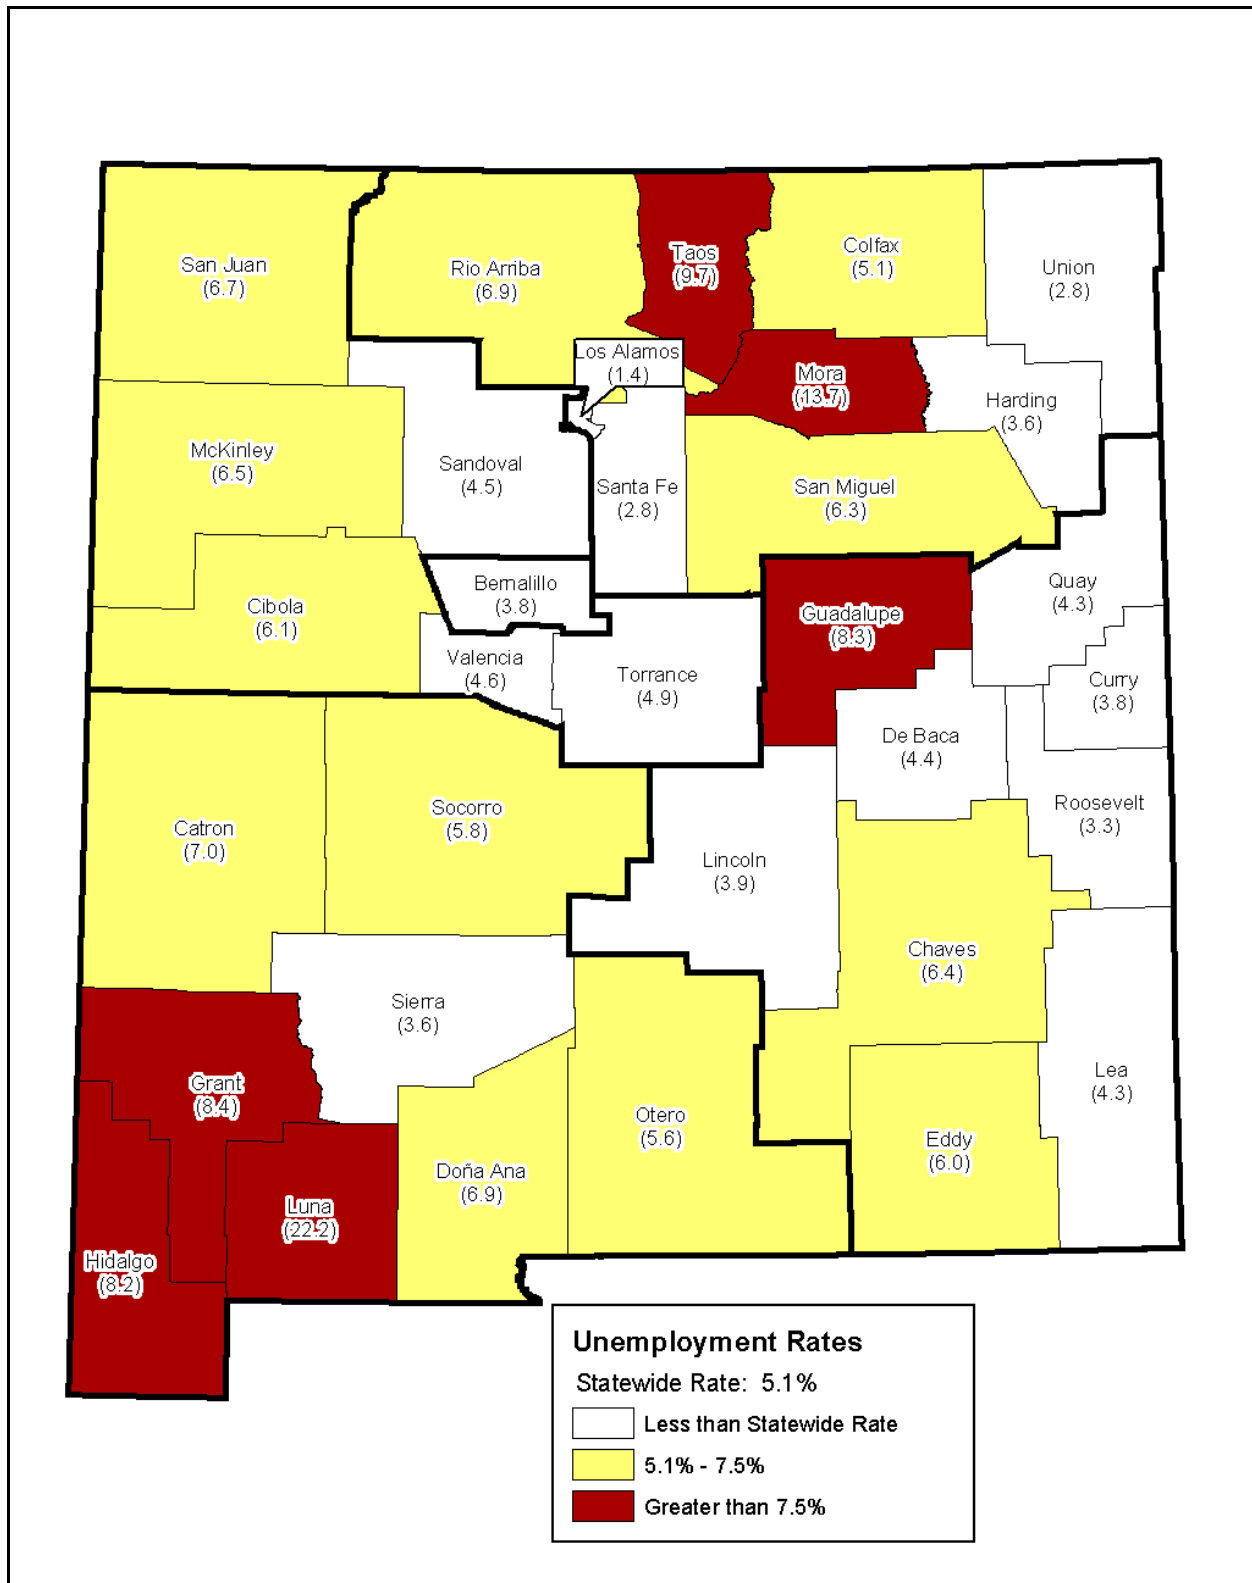 San Juan
(6.7)
Rio Arriba
(6.9)
Taos
(9.7)
Colfax
(5.1)
Union
(2.8)
Los Alamos
(1.4)
Mora
(13.7)
Harding
(3.6)
McKinley
(6.5)
Sandoval
(4.5)
Santa Fe
(2.8)
San Miguel
(6.3)
Bernalillo
(3.8)
Quay
(4.3)
Cibola
(6.1)
Guadalupe
(8.3)
Valencia
(4.6)
Torrance
(4.9)
Curry
(3.8)
De Baca
(4.4)
Catron
(7.0)
Socorro
(5.8)
Roosevelt
(3.3)
Lincoln
(3.9)
Chaves
(6.4)
Sierra
(3.6)
Lea
(4.3)
Grant
(8.4)
Otero
(5.6)
Eddy
(6.0)
Doña Ana
(6.9)
Luna
(22.2)
Hidalgo
(8.2)
Unemployment Rates
Statewide Rate: 5.1%
Less than Statewide Rate
5.1% - 7.5%
Greater than 7.5%